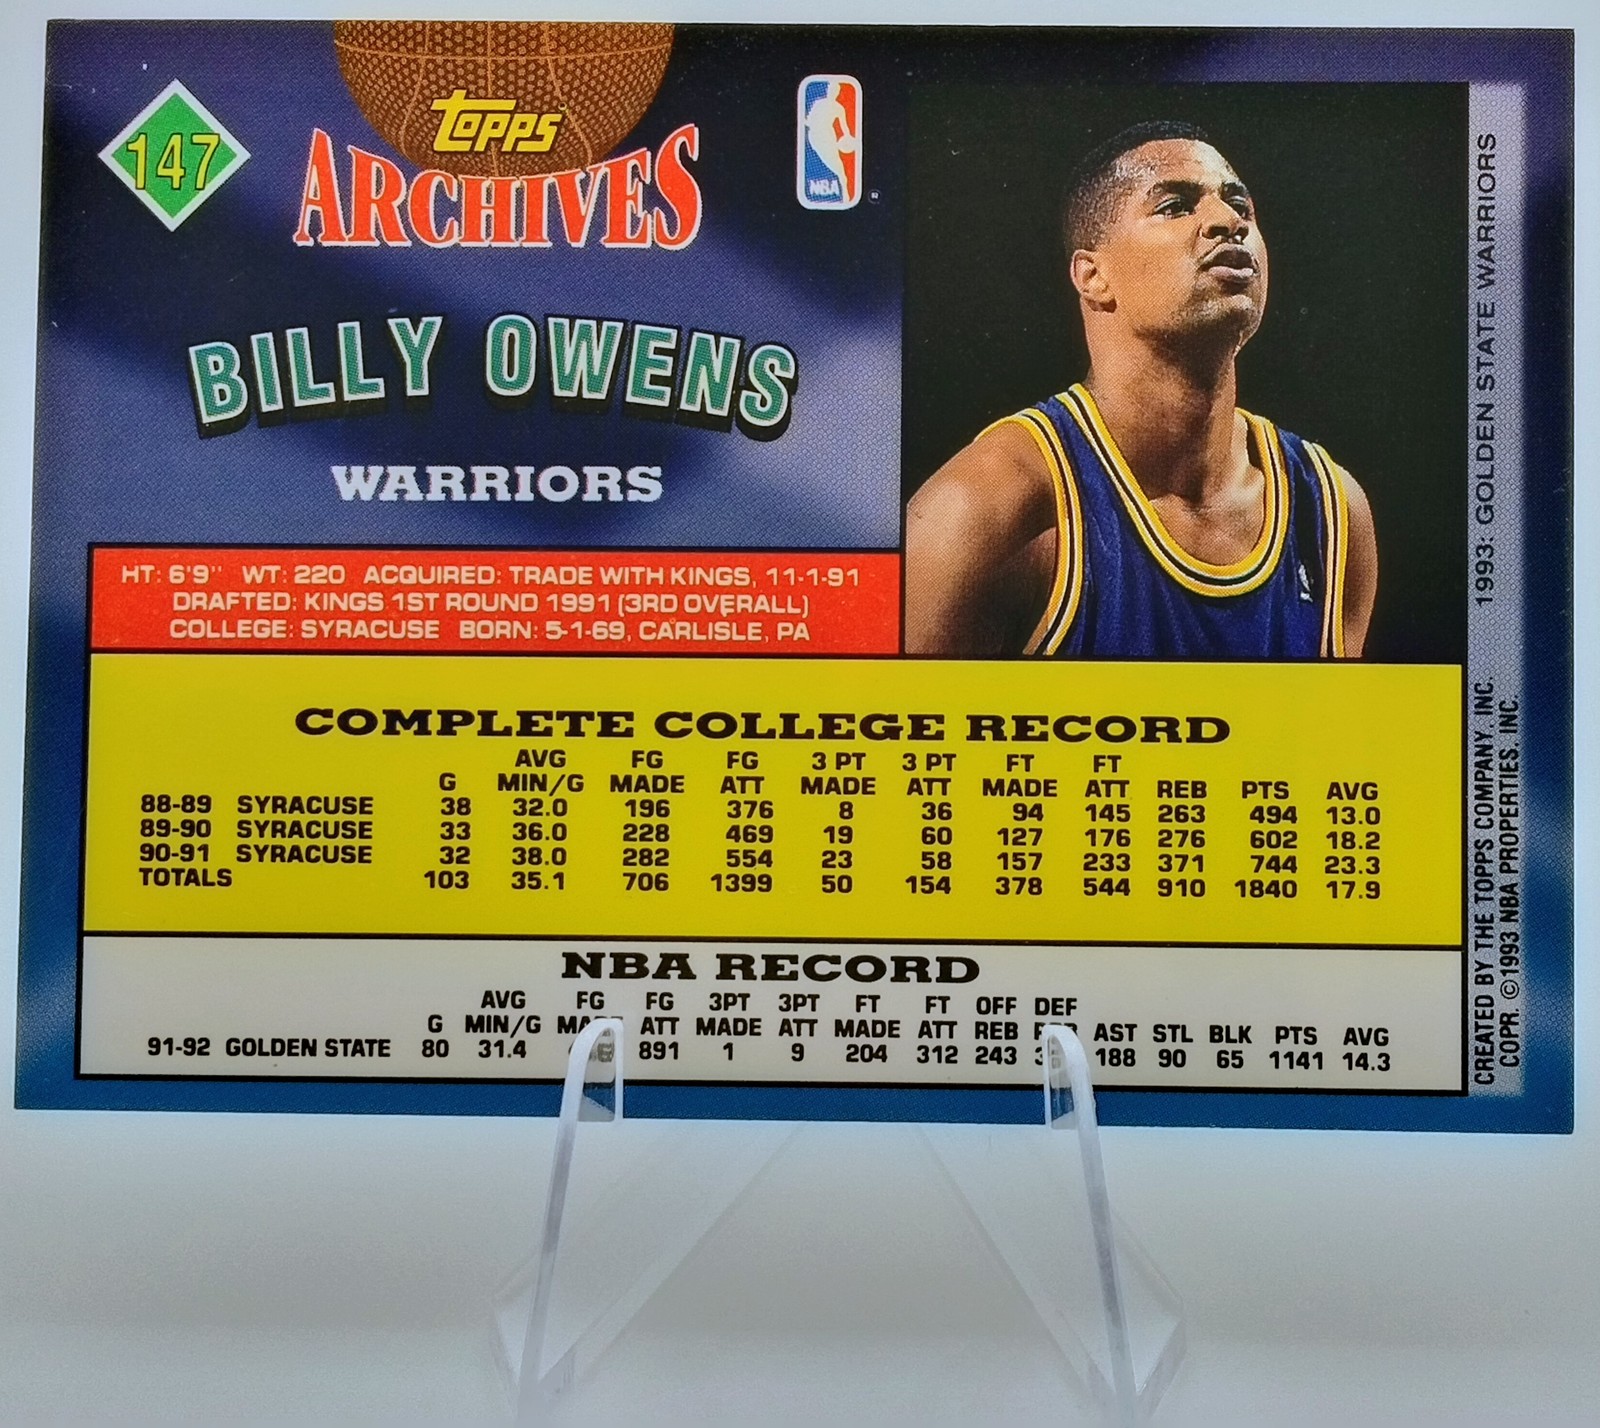 147
TOPPS
ARCHIVES
NBA
BILLY OWENS
WARRIORS
HT: 6'9" WT: 220 ACQUIRED: TRADE WITH KINGS, 11-1-91
DRAFTED: KINGS 1ST ROUND 1991 (3RD OVERALL)
COLLEGE: SYRACUSE BORN: 5-1-69, CARLISLE, PA
COMPLETE COLLEGE RECORD
AVG FG FG 3 PT 3 PT FT FT
G MIN/G MADE ATT MADE ATT MADE ATT REB PTS AVG
88-89 SYRACUSE 38 32.0 196 376 8 36 94 145 263 494 13.0
89-90 SYRACUSE 33 36.0 228 469 19 60 127 176 276 602 18.2
90-91 SYRACUSE 32 38.0 282 554 23 58 157 233 371 744 23.3
TOTALS 103 35.1 706 1399 50 154 378 544 910 1840 17.9
NBA RECORD
AVG FG FG 3PT 3PT FT FT OFF DEF
G MIN/G MADE ATT MADE ATT MADE ATT REB REB AST STL BLK PTS AVG
91-92 GOLDEN STATE 80 31.4 891 1 9 204 312 243 188 90 65 1141 14.3
1993: GOLDEN STATE WARRIORS
CREATED BY THE TOPPS COMPANY, INC.
COPR. © 1993 NBA PROPERTIES, INC.